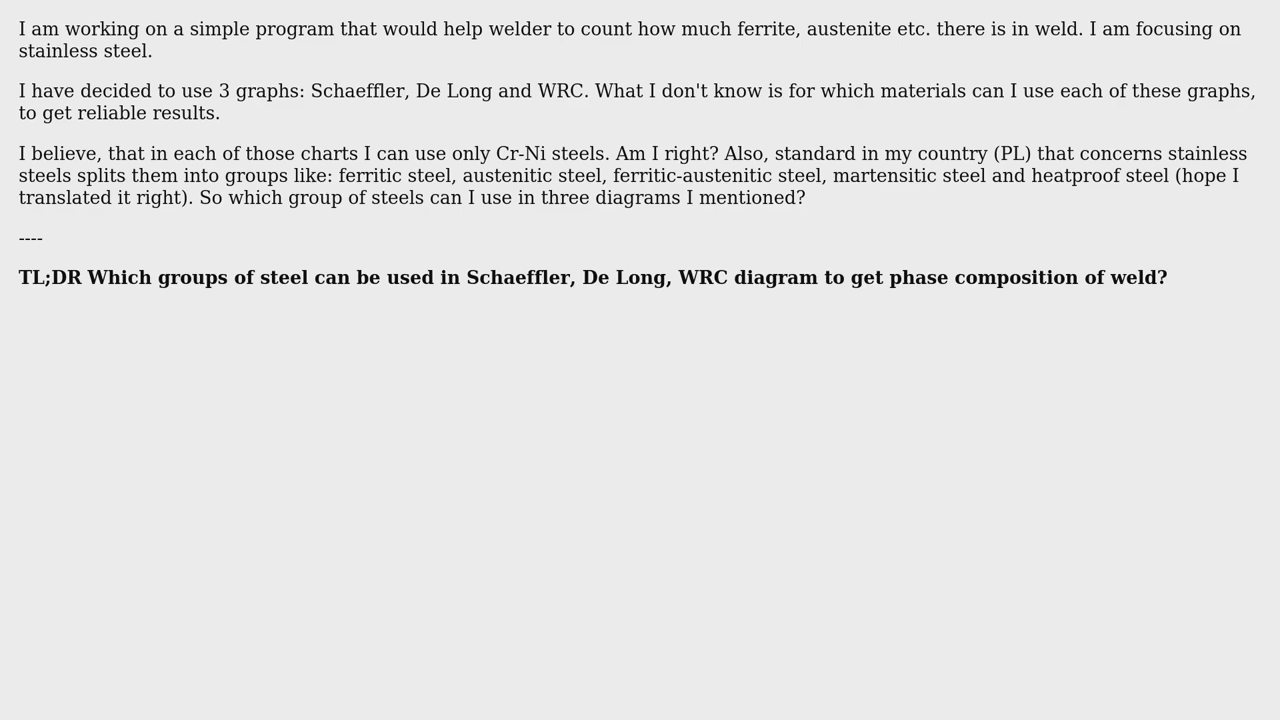 I am working on a simple program that would help welder to count how much ferrite, austenite etc. there is in weld. I am focusing on
stainless steel.
I have decided to use 3 graphs: Schaeffler, De Long and WRC. What I don't know is for which materials can I use each of these graphs,
to get reliable results.
I believe, that in each of those charts I can use only Cr-Ni steels. Am I right? Also, standard in my country (PL) that concerns stainless
steels splits them into groups like: ferritic steel, austenitic steel, ferritic-austenitic steel, martensitic steel and heatproof steel (hope I
translated it right). So which group of steels can I use in three diagrams I mentioned?
----
TL;DR Which groups of steel can be used in Schaeffler, De Long, WRC diagram to get phase composition of weld?